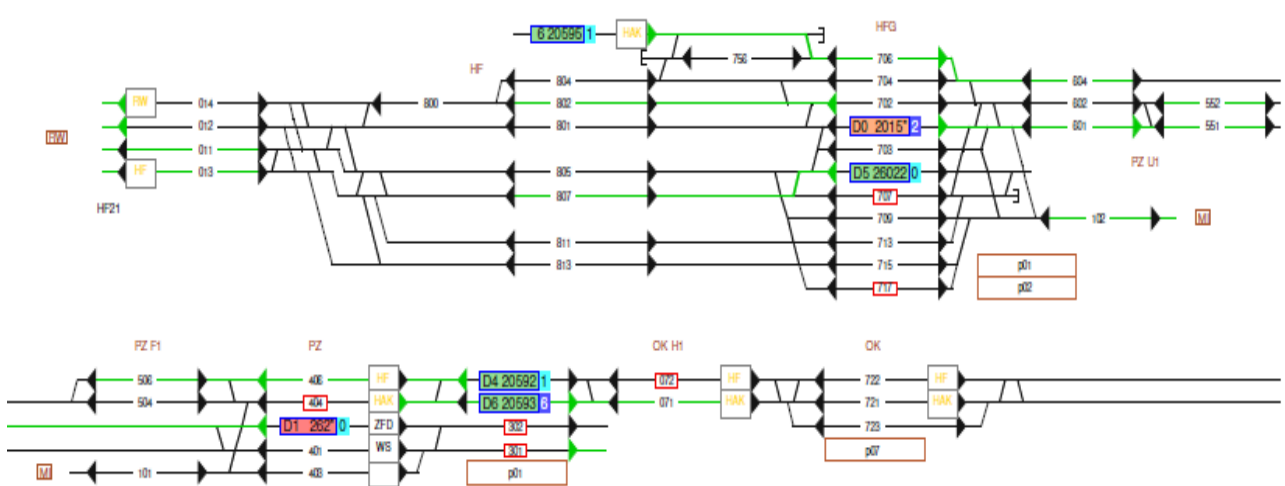 HFG
6 20595 1 HAK
756 706
HF 804 704 604
RW 014 800 802 702 602 552
012 801 D0 2015" 2 601 551
RW
011 703
PZ U1
HF 013 805 D5 26022 0
807 707
HF21
709 102 MI
811 713
813 715 p01
717 p02
PZ F1 PZ OK H1 OK
506 406 HF D4 20592 1 072 HF 722 HF
504 404 HAK D6 20593 6 071 HAK 721 HAK
D1 262" 0 ZFD 302 723
401 WS 301 p07
MI 101 403 p01